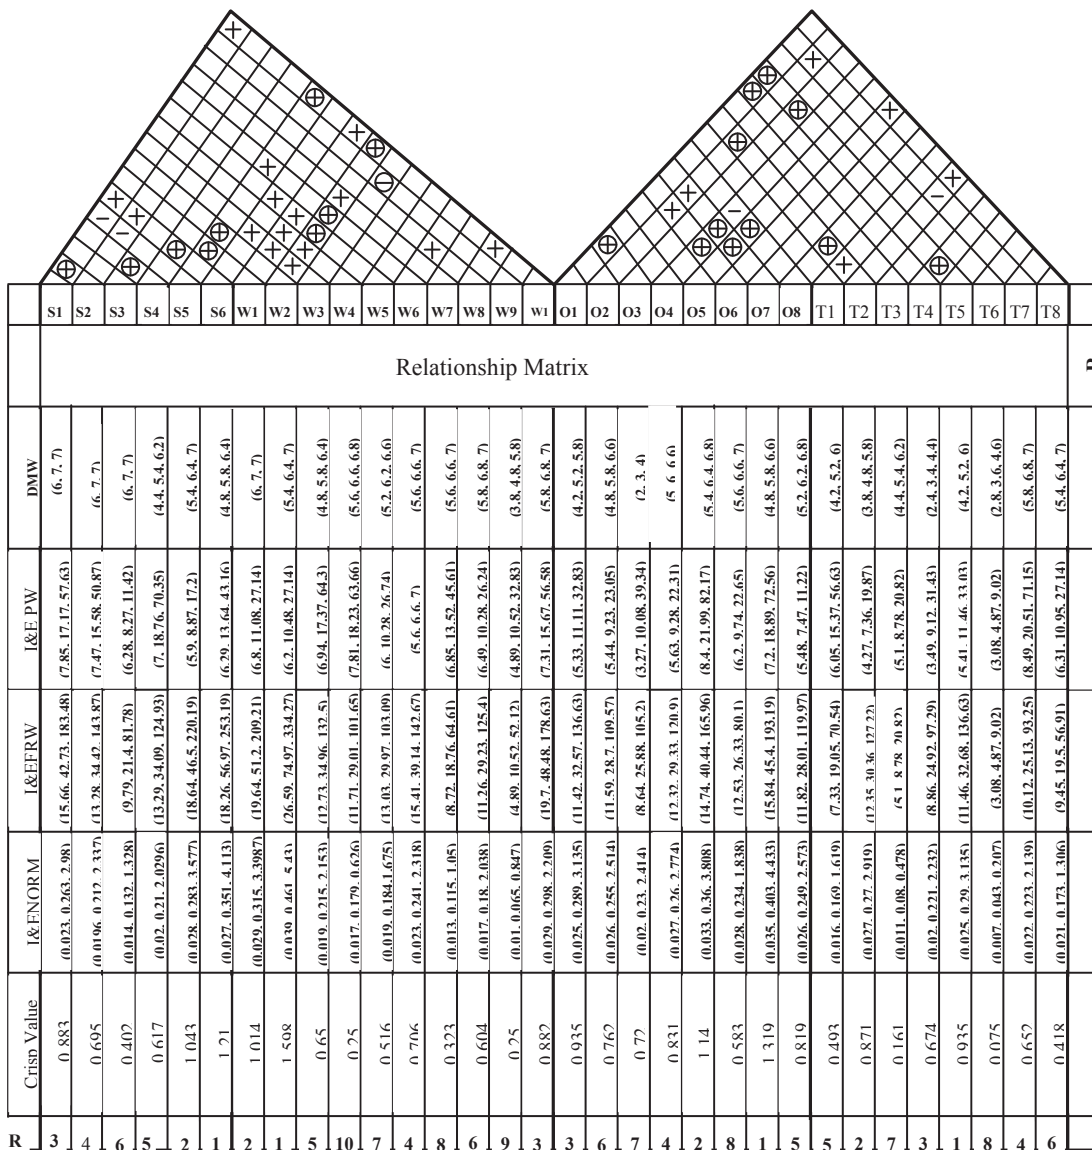 S1 S2 S3 S4 S5 S6 W1 W2 W3 W4 W5 W6 W7 W8 W9 W1 O1 O2 O3 O4 O5 O6 O7 O8 T1 T2 T3 T4 T5 T6 T7 T8
Relationship Matrix
DMW (6, 7, 7) (6, 7, 7) (6, 7, 7) (4.4, 5.4, 6.2) (5.4, 6.4, 7) (4.8, 5.8, 6.4) (6, 7, 7) (5.4, 6.4, 7) (4.8, 5.8, 6.4) (5.6, 6.6, 6.8) (5.2, 6.2, 6.6) (5.6, 6.6, 7) (5.6, 6.6, 7) (5.8, 6.8, 7) (3.8, 4.8, 5.8) (5.8, 6.8, 7) (4.2, 5.2, 5.8) (4.8, 5.8, 6.6) (2, 3, 4) (5, 6, 6.6) (5.4, 6.4, 6.8) (5.6, 6.6, 7) (4.8, 5.8, 6.6) (5.2, 6.2, 6.8) (4.2, 5.2, 6) (3.8, 4.8, 5.8) (4.4, 5.4, 6.2) (2.4, 3.4, 4.4) (4.2, 5.2, 6) (2.8, 3.6, 4.6) (5.8, 6.8, 7) (5.4, 6.4, 7)
I&E PW (7.85, 17.17, 57.63) (7.47, 15.58, 50.87) (6.28, 8.27, 11.42) (7, 18.76, 70.35) (5.9, 8.87, 17.2) (6.29, 13.64, 43.16) (6.8, 11.08, 27.14) (6.2, 10.48, 27.14) (6.94, 17.37, 64.3) (7.81, 18.23, 63.66) (6, 10.28, 26.74) (5.6, 6.6, 7) (6.85, 13.52, 45.61) (6.49, 10.28, 26.24) (4.89, 10.52, 32.83) (7.31, 15.67, 56.58) (5.33, 11.11, 32.83) (5.44, 9.23, 23.05) (3.27, 10.08, 39.34) (5.63, 9.28, 22.31) (8.4, 21.99, 82.17) (6.2, 9.74, 22.65) (7.2, 18.89, 72.56) (5.48, 7.47, 11.22) (6.05, 15.37, 56.63) (4.27, 7.36, 19.87) (5.1, 8.78, 20.82) (3.49, 9.12, 31.43) (5.41, 11.46, 33.03) (3.08, 4.87, 9.02) (8.49, 20.51, 71.15) (6.31, 10.95, 27.14)
I&EFRW (15.66, 42.73, 183.48) (13.28, 34.42, 143.87) (9.79, 21.4, 81.78) (13.29, 34.09, 124.93) (18.64, 46.5, 220.19) (18.26, 56.97, 253.19) (19.64, 51.2, 209.21) (26.59, 74.97, 334.27) (12.73, 34.96, 132.5) (11.71, 29.01, 101.65) (13.03, 29.97, 103.09) (15.41, 39.14, 142.67) (8.72, 18.76, 64.61) (11.26, 29.23, 125.4) (4.89, 10.52, 52.12) (19.7, 48.48, 178.63) (11.42, 32.57, 136.63) (11.59, 28.7, 109.57) (8.64, 25.88, 105.2) (12.32, 29.33, 120.9) (14.74, 40.44, 165.96) (12.53, 26.33, 80.1) (15.84, 45.4, 193.19) (11.82, 28.01, 119.97) (7.33, 19.05, 70.54) (12.35, 30.36, 127.22) (5.1, 8.78, 20.82) (8.86, 24.92, 97.29) (11.46, 32.68, 136.63) (3.08, 4.87, 9.02) (10.12, 25.13, 93.25) (9.45, 19.5, 56.91)
I&ENORM (0.023, 0.263, 2.98) (0.0196, 0.212, 2.337) (0.014, 0.132, 1.328) (0.02, 0.21, 2.0296) (0.028, 0.283, 3.577) (0.027, 0.351, 4.113) (0.029, 0.315, 3.3987) (0.039, 0.461, 5.43) (0.019, 0.215, 2.153) (0.017, 0.179, 0.626) (0.019, 0.184, 1.675) (0.023, 0.241, 2.318) (0.013, 0.115, 1.05) (0.017, 0.18, 2.038) (0.01, 0.065, 0.847) (0.029, 0.298, 2.209) (0.025, 0.289, 3.135) (0.026, 0.255, 2.514) (0.02, 0.23, 2.414) (0.027, 0.26, 2.774) (0.033, 0.36, 3.808) (0.028, 0.234, 1.838) (0.035, 0.403, 4.433) (0.026, 0.249, 2.573) (0.016, 0.169, 1.619) (0.027, 0.27, 2.919) (0.011, 0.08, 0.478) (0.02, 0.221, 2.232) (0.025, 0.29, 3.135) (0.007, 0.043, 0.207) (0.022, 0.223, 2.139) (0.021, 0.173, 1.306)
Crisp Value 0.883 0.695 0.402 0.617 1.043 1.21 1.014 1.598 0.65 0.25 0.516 0.706 0.323 0.604 0.25 0.882 0.935 0.762 0.72 0.831 1.14 0.583 1.319 0.819 0.493 0.871 0.161 0.674 0.935 0.075 0.652 0.418
R 3 4 6 5 2 1 2 1 5 10 7 4 8 6 9 3 3 6 7 4 2 8 1 5 5 2 7 3 1 8 4 6